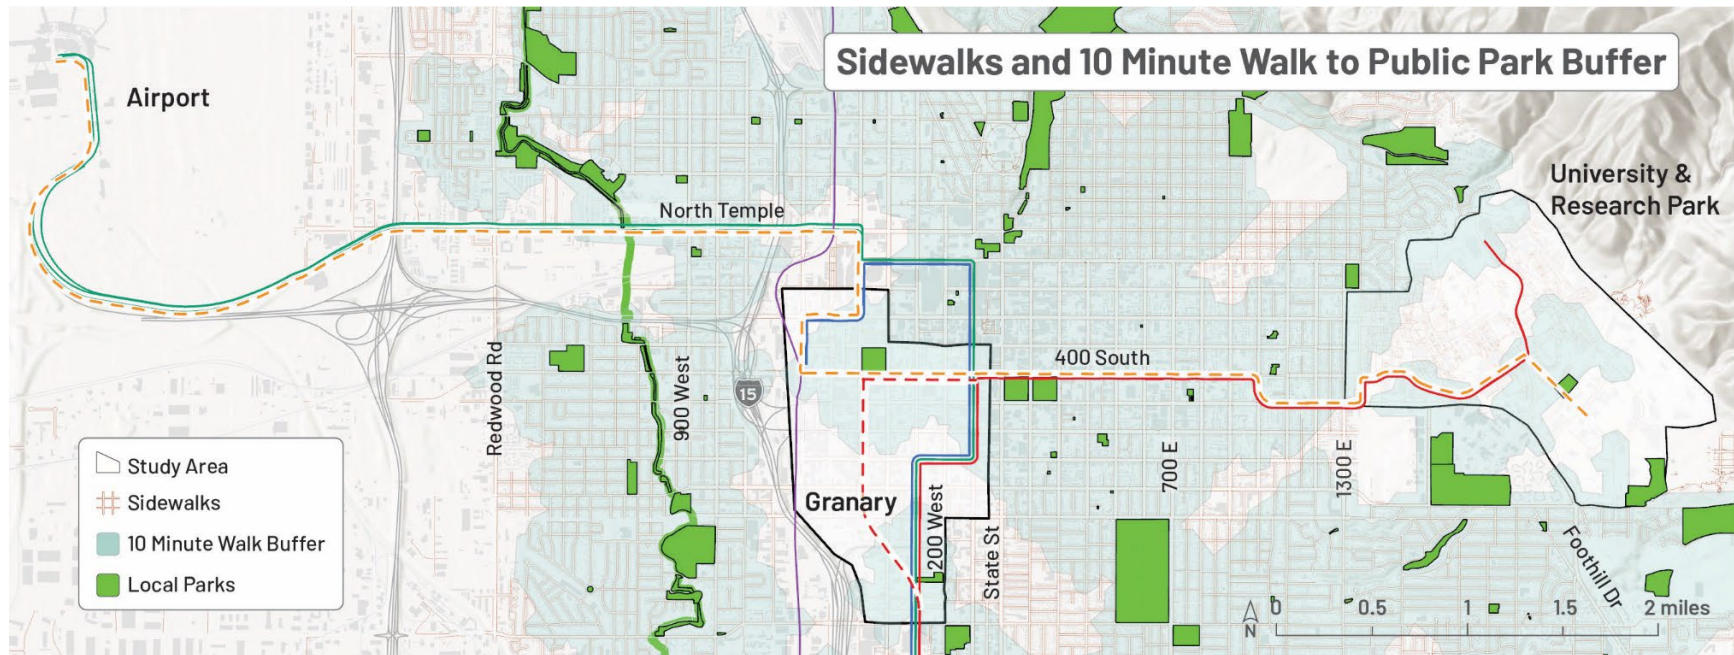 Sidewalks and 10 Minute Walk to Public Park Buffer
Airport
University &
Research Park
North Temple
400 South
Redwood Rd
900 West
15
700 E
1300 E
Granary
200 West
State St
Foothill Dr
Study Area
Sidewalks
10 Minute Walk Buffer
Local Parks
N
0 0.5 1 1.5 2 miles